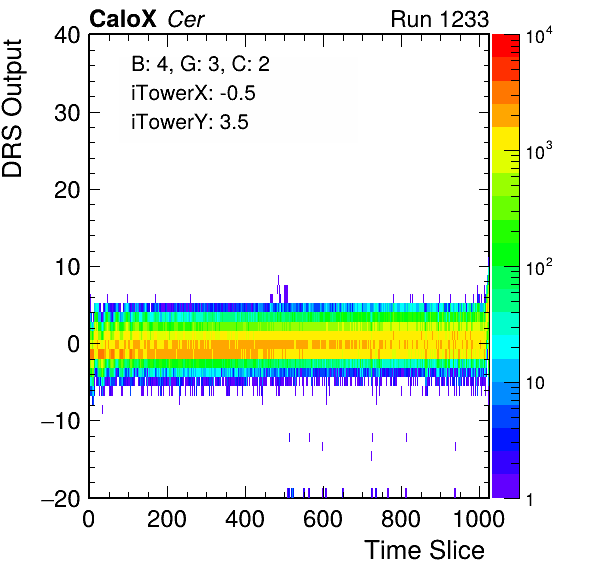 CaloX Cer Run 1233
DRS Output
B: 4, G: 3, C: 2
iTowerX: -0.5
iTowerY: 3.5
40
30
20
10
0
−10
−20
0 200 400 600 800 1000
Time Slice
10^4
10^3
10^2
10
1